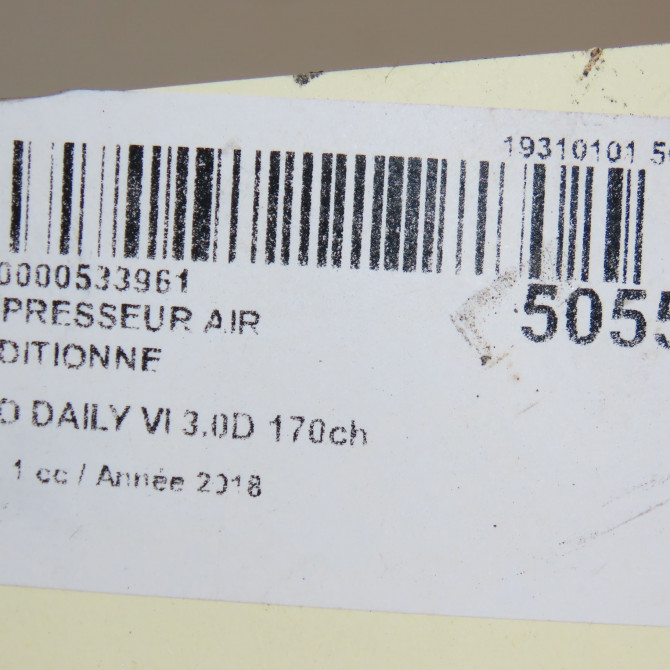 19310101 5
0000533961
PRESSEUR AIR
5055
DITIONNE
O DAILY VI 3.0D 170ch
1 cc / Année 2018